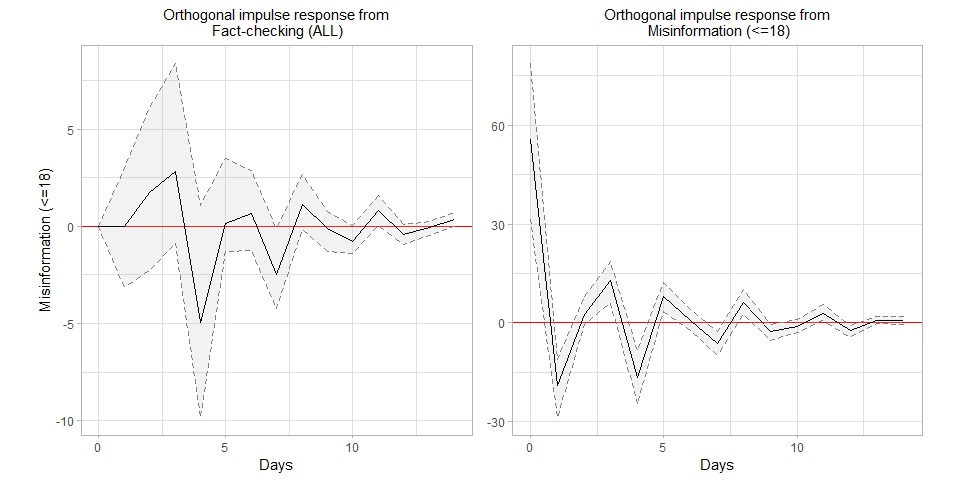 Orthogonal impulse response from
Fact-checking (ALL)
Misinformation (<=18)
5
0
-5
-10
0
5
10
Days
Orthogonal impulse response from
Misinformation (<=18)
60
30
0
-30
0
5
10
Days